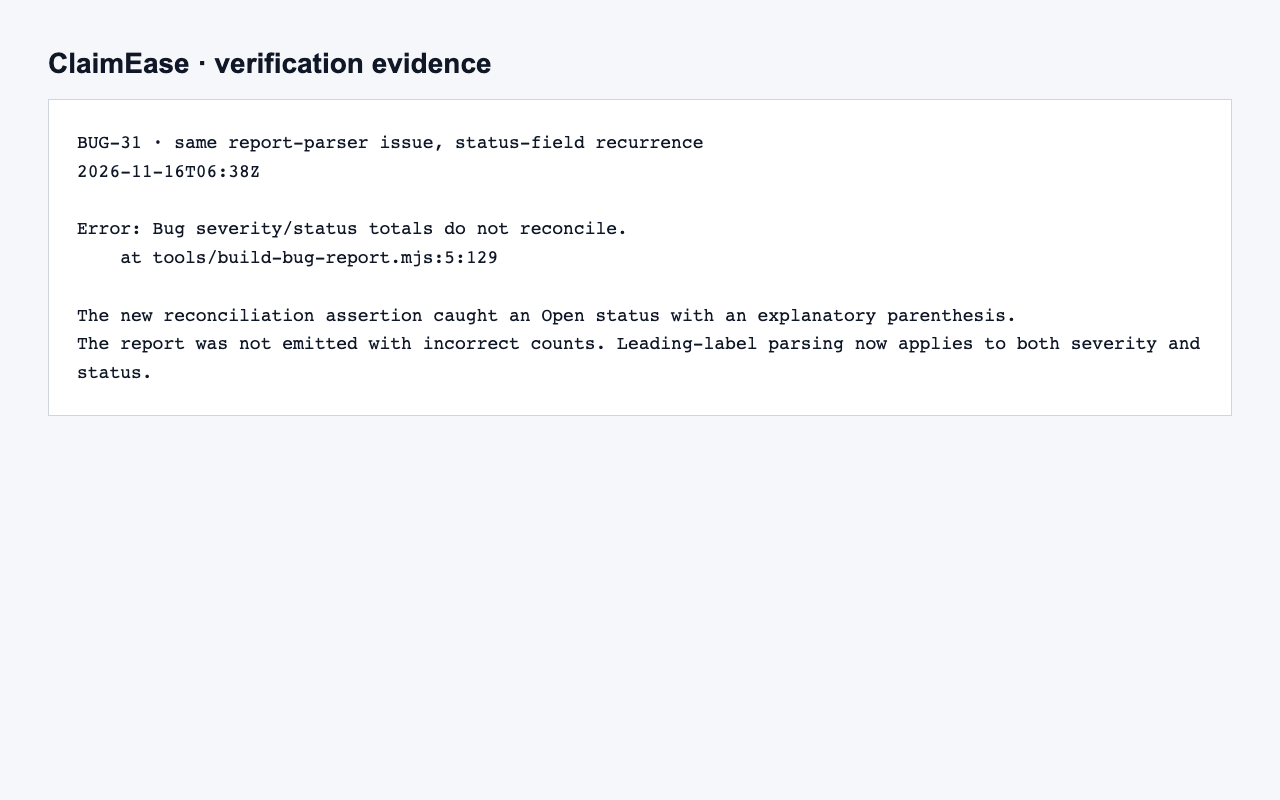 ClaimEase · verification evidence
BUG-31 · same report-parser issue, status-field recurrence
2026-11-16T06:38Z
Error: Bug severity/status totals do not reconcile.
    at tools/build-bug-report.mjs:5:129
The new reconciliation assertion caught an Open status with an explanatory parenthesis.
The report was not emitted with incorrect counts. Leading-label parsing now applies to both severity and
status.